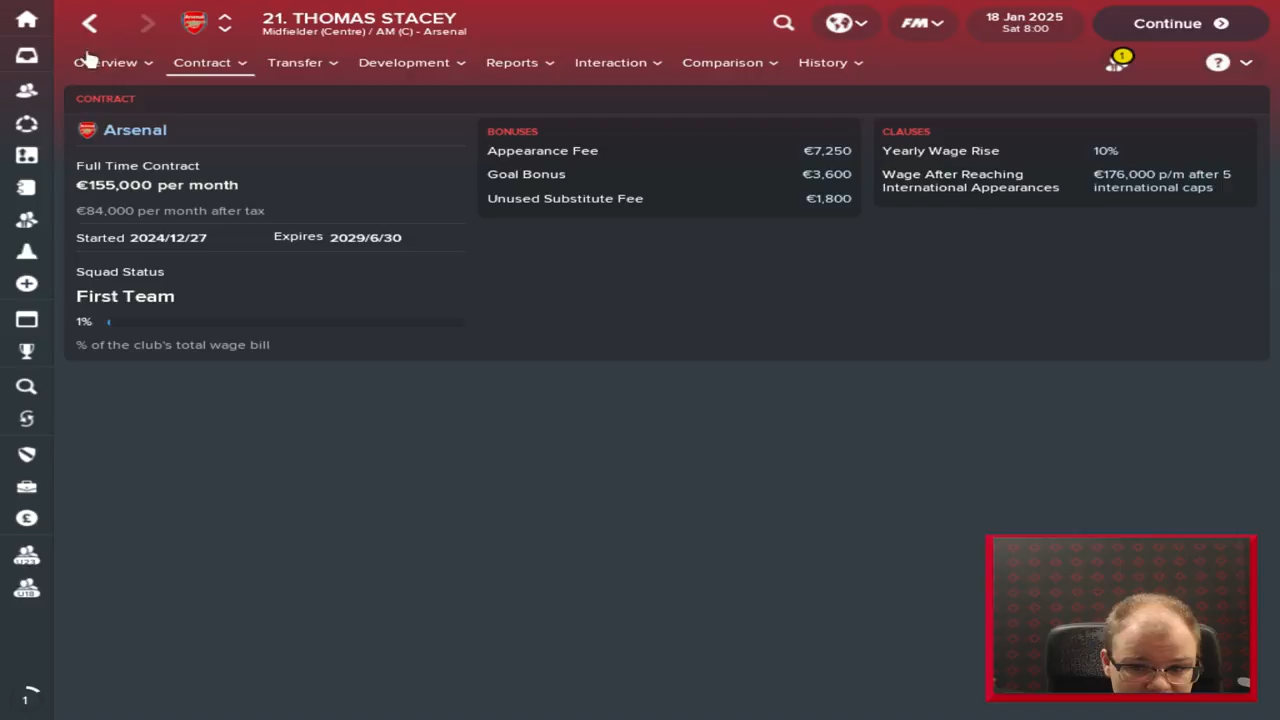 21. THOMAS STACEY
Midfielder (Centre) / AM (C) - Arsenal
FM
18 Jan 2025
Sat 8:00
Continue
Overview
Contract
Transfer
Development
Reports
Interaction
Comparison
History
1
?
CONTRACT
Arsenal
Full Time Contract
€155,000 per month
€84,000 per month after tax
Started 2024/12/27 Expires 2029/6/30
Squad Status
First Team
1%
% of the club's total wage bill
BONUSES
Appearance Fee €7,250
Goal Bonus €3,600
Unused Substitute Fee €1,800
CLAUSES
Yearly Wage Rise 10%
Wage After Reaching €176,000 p/m after 5
International Appearances international caps
U23
U18
1